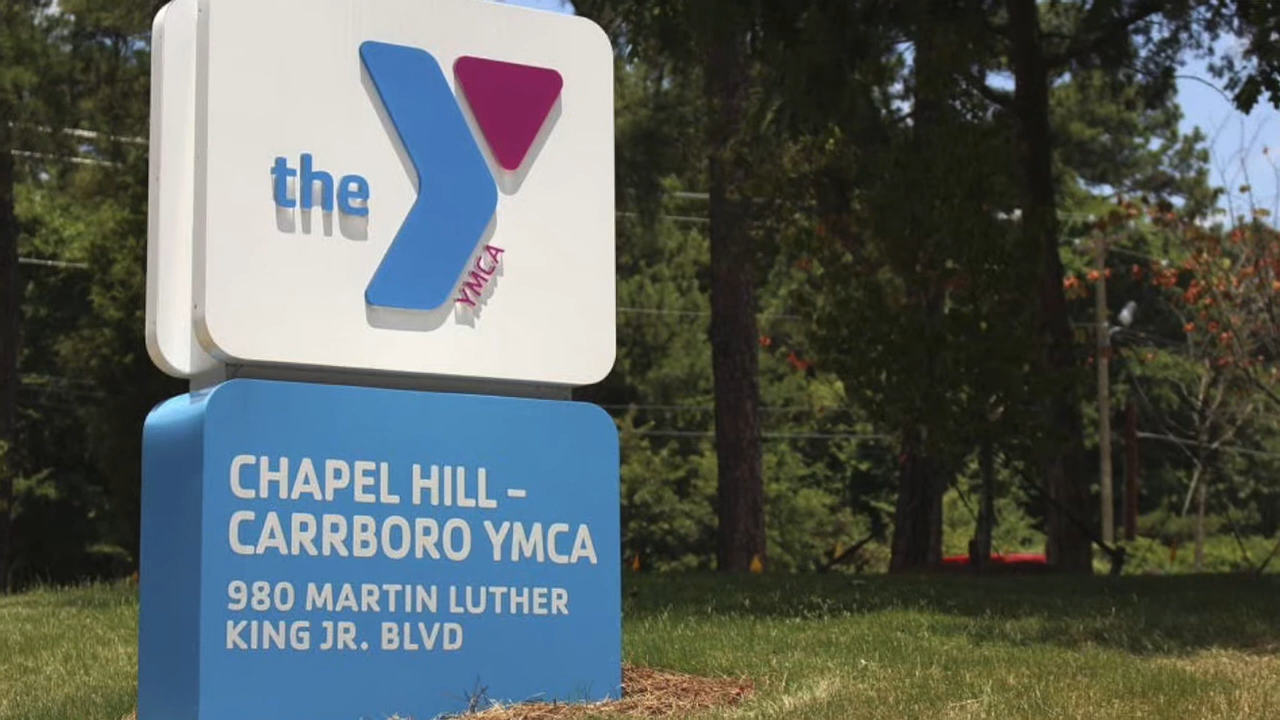 the Y
YMCA
CHAPEL HILL –
CARRBORO YMCA
980 MARTIN LUTHER
KING JR. BLVD